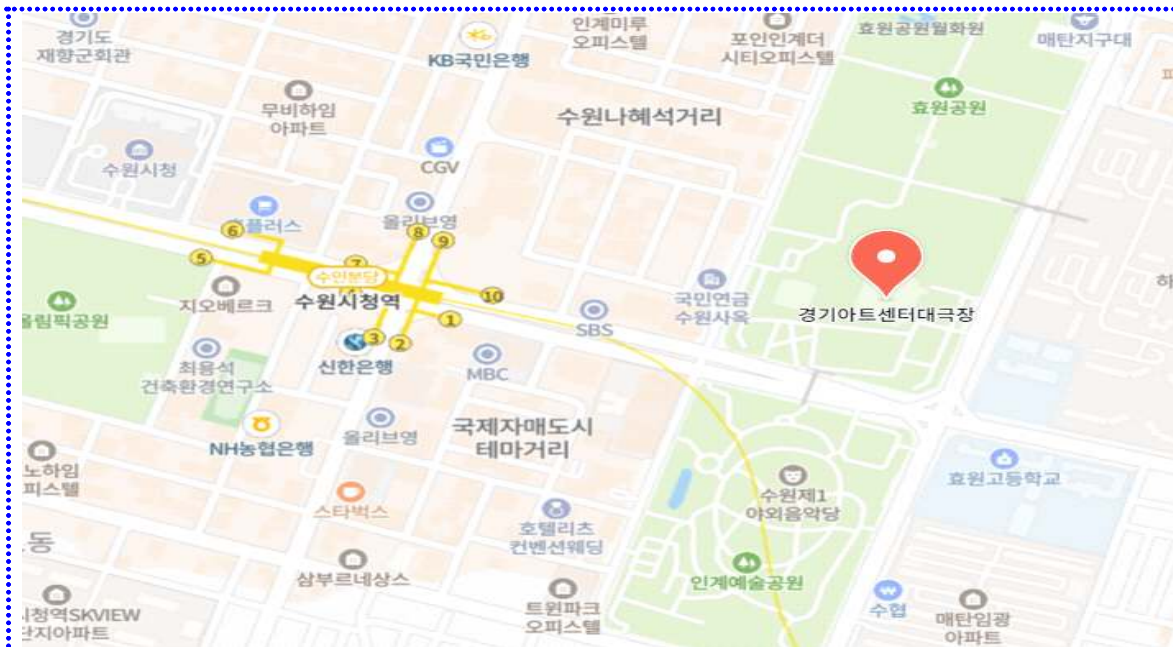 경기도
재향군회관
KB국민은행
인계미루
오피스텔
포인인계더
시티오피스텔
효원공원월화원
매탄지구대
무비하임
아파트
수원나혜석거리
효원공원
수원시청
CGV
올리브영
플러스
6
8
9
5
7
수인분당
수원시청역
10
1
3
2
지오베르크
올림픽공원
국민연금
수원사옥
경기아트센터대극장
SBS
신한은행
MBC
최용석
건축환경연구소
NH농협은행
올리브영
국제자매도시
테마거리
노하임
피스텔
스타벅스
수원제1
야외음악당
효원고등학교
호텔리츠
컨벤션웨딩
동
삼부르네상스
인계예술공원
시청역SKVIEW
단지아파트
트윈파크
오피스텔
수협
매탄임광
아파트
하